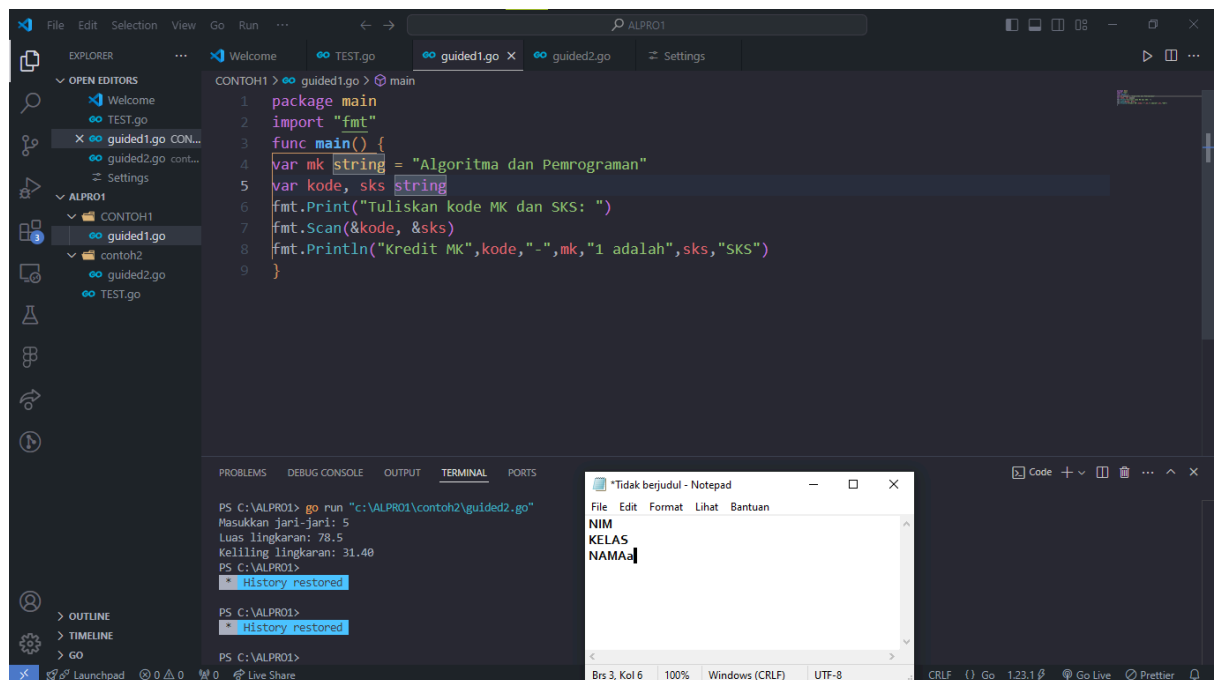 File Edit Selection View Go Run ··· ← → ALPRO1
EXPLORER ···
Welcome TEST.go guided1.go × guided2.go Settings
OPEN EDITORS
Welcome
TEST.go
× guided1.go CON...
guided2.go cont...
Settings
ALPRO1
CONTOH1
guided1.go
contoh2
guided2.go
TEST.go
3
OUTLINE
TIMELINE
GO
CONTOH1 > guided1.go > main
1 package main
2 import "fmt"
3 func main() {
4 var mk string = "Algoritma dan Pemrograman"
5 var kode, sks string
6 fmt.Print("Tuliskan kode MK dan SKS: ")
7 fmt.Scan(&kode, &sks)
8 fmt.Println("Kredit MK",kode,"-",mk,"1 adalah",sks,"SKS")
9 }
PROBLEMS DEBUG CONSOLE OUTPUT TERMINAL PORTS Code
PS C:\ALPRO1> go run "c:\ALPRO1\contoh2\guided2.go"
Masukkan jari-jari: 5
Luas lingkaran: 78.5
Keliling lingkaran: 31.40
PS C:\ALPRO1>
* History restored
PS C:\ALPRO1>
* History restored
PS C:\ALPRO1>
*Tidak berjudul - Notepad
File Edit Format Lihat Bantuan
NIM
KELAS
NAMAa
Brs 3, Kol 6 100% Windows (CRLF) UTF-8
Launchpad 0 0 0 Live Share CRLF {} Go 1.23.1 Go Live Prettier